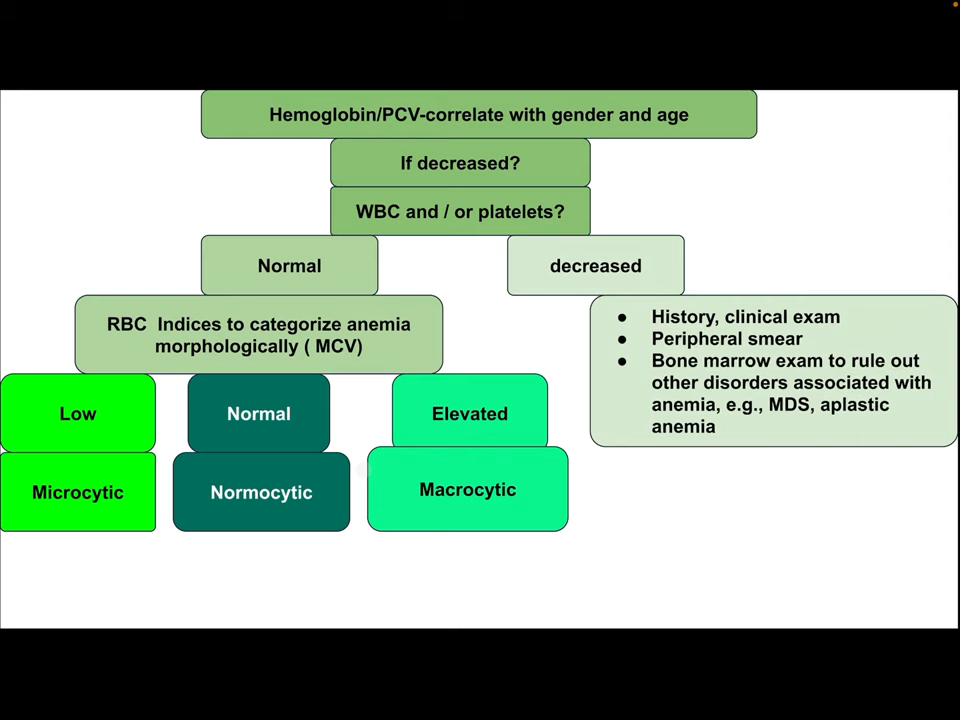 Hemoglobin/PCV-correlate with gender and age
If decreased?
WBC and / or platelets?
Normal
decreased
RBC Indices to categorize anemia
morphologically ( MCV)
● History, clinical exam
● Peripheral smear
● Bone marrow exam to rule out
other disorders associated with
anemia, e.g., MDS, aplastic
anemia
Low
Normal
Elevated
Microcytic
Normocytic
Macrocytic